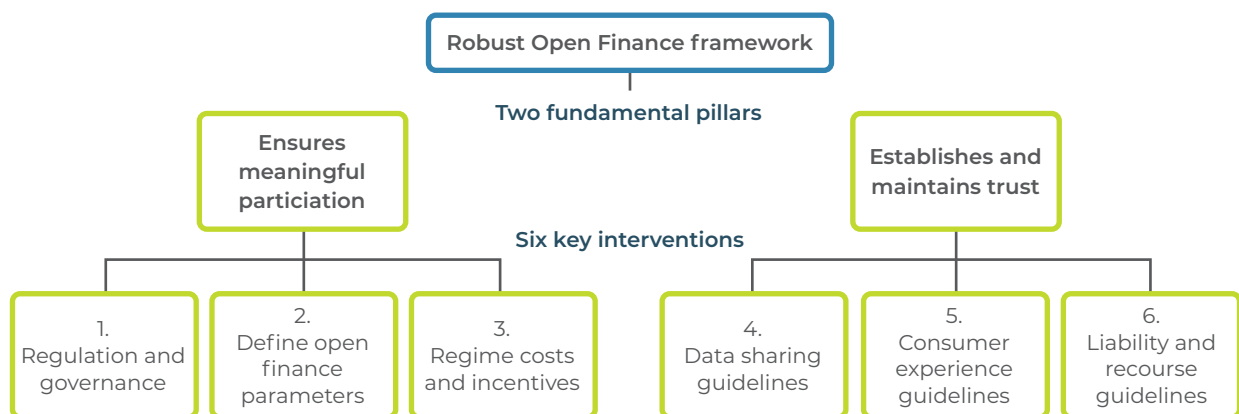 Robust Open Finance framework
Two fundamental pillars
Ensures
meaningful
particiation
Establishes and
maintains trust
Six key interventions
1.
Regulation and
governance
2.
Define open
finance
parameters
3.
Regime costs
and incentives
4.
Data sharing
guidelines
5.
Consumer
experience
guidelines
6.
Liability and
recourse
guidelines